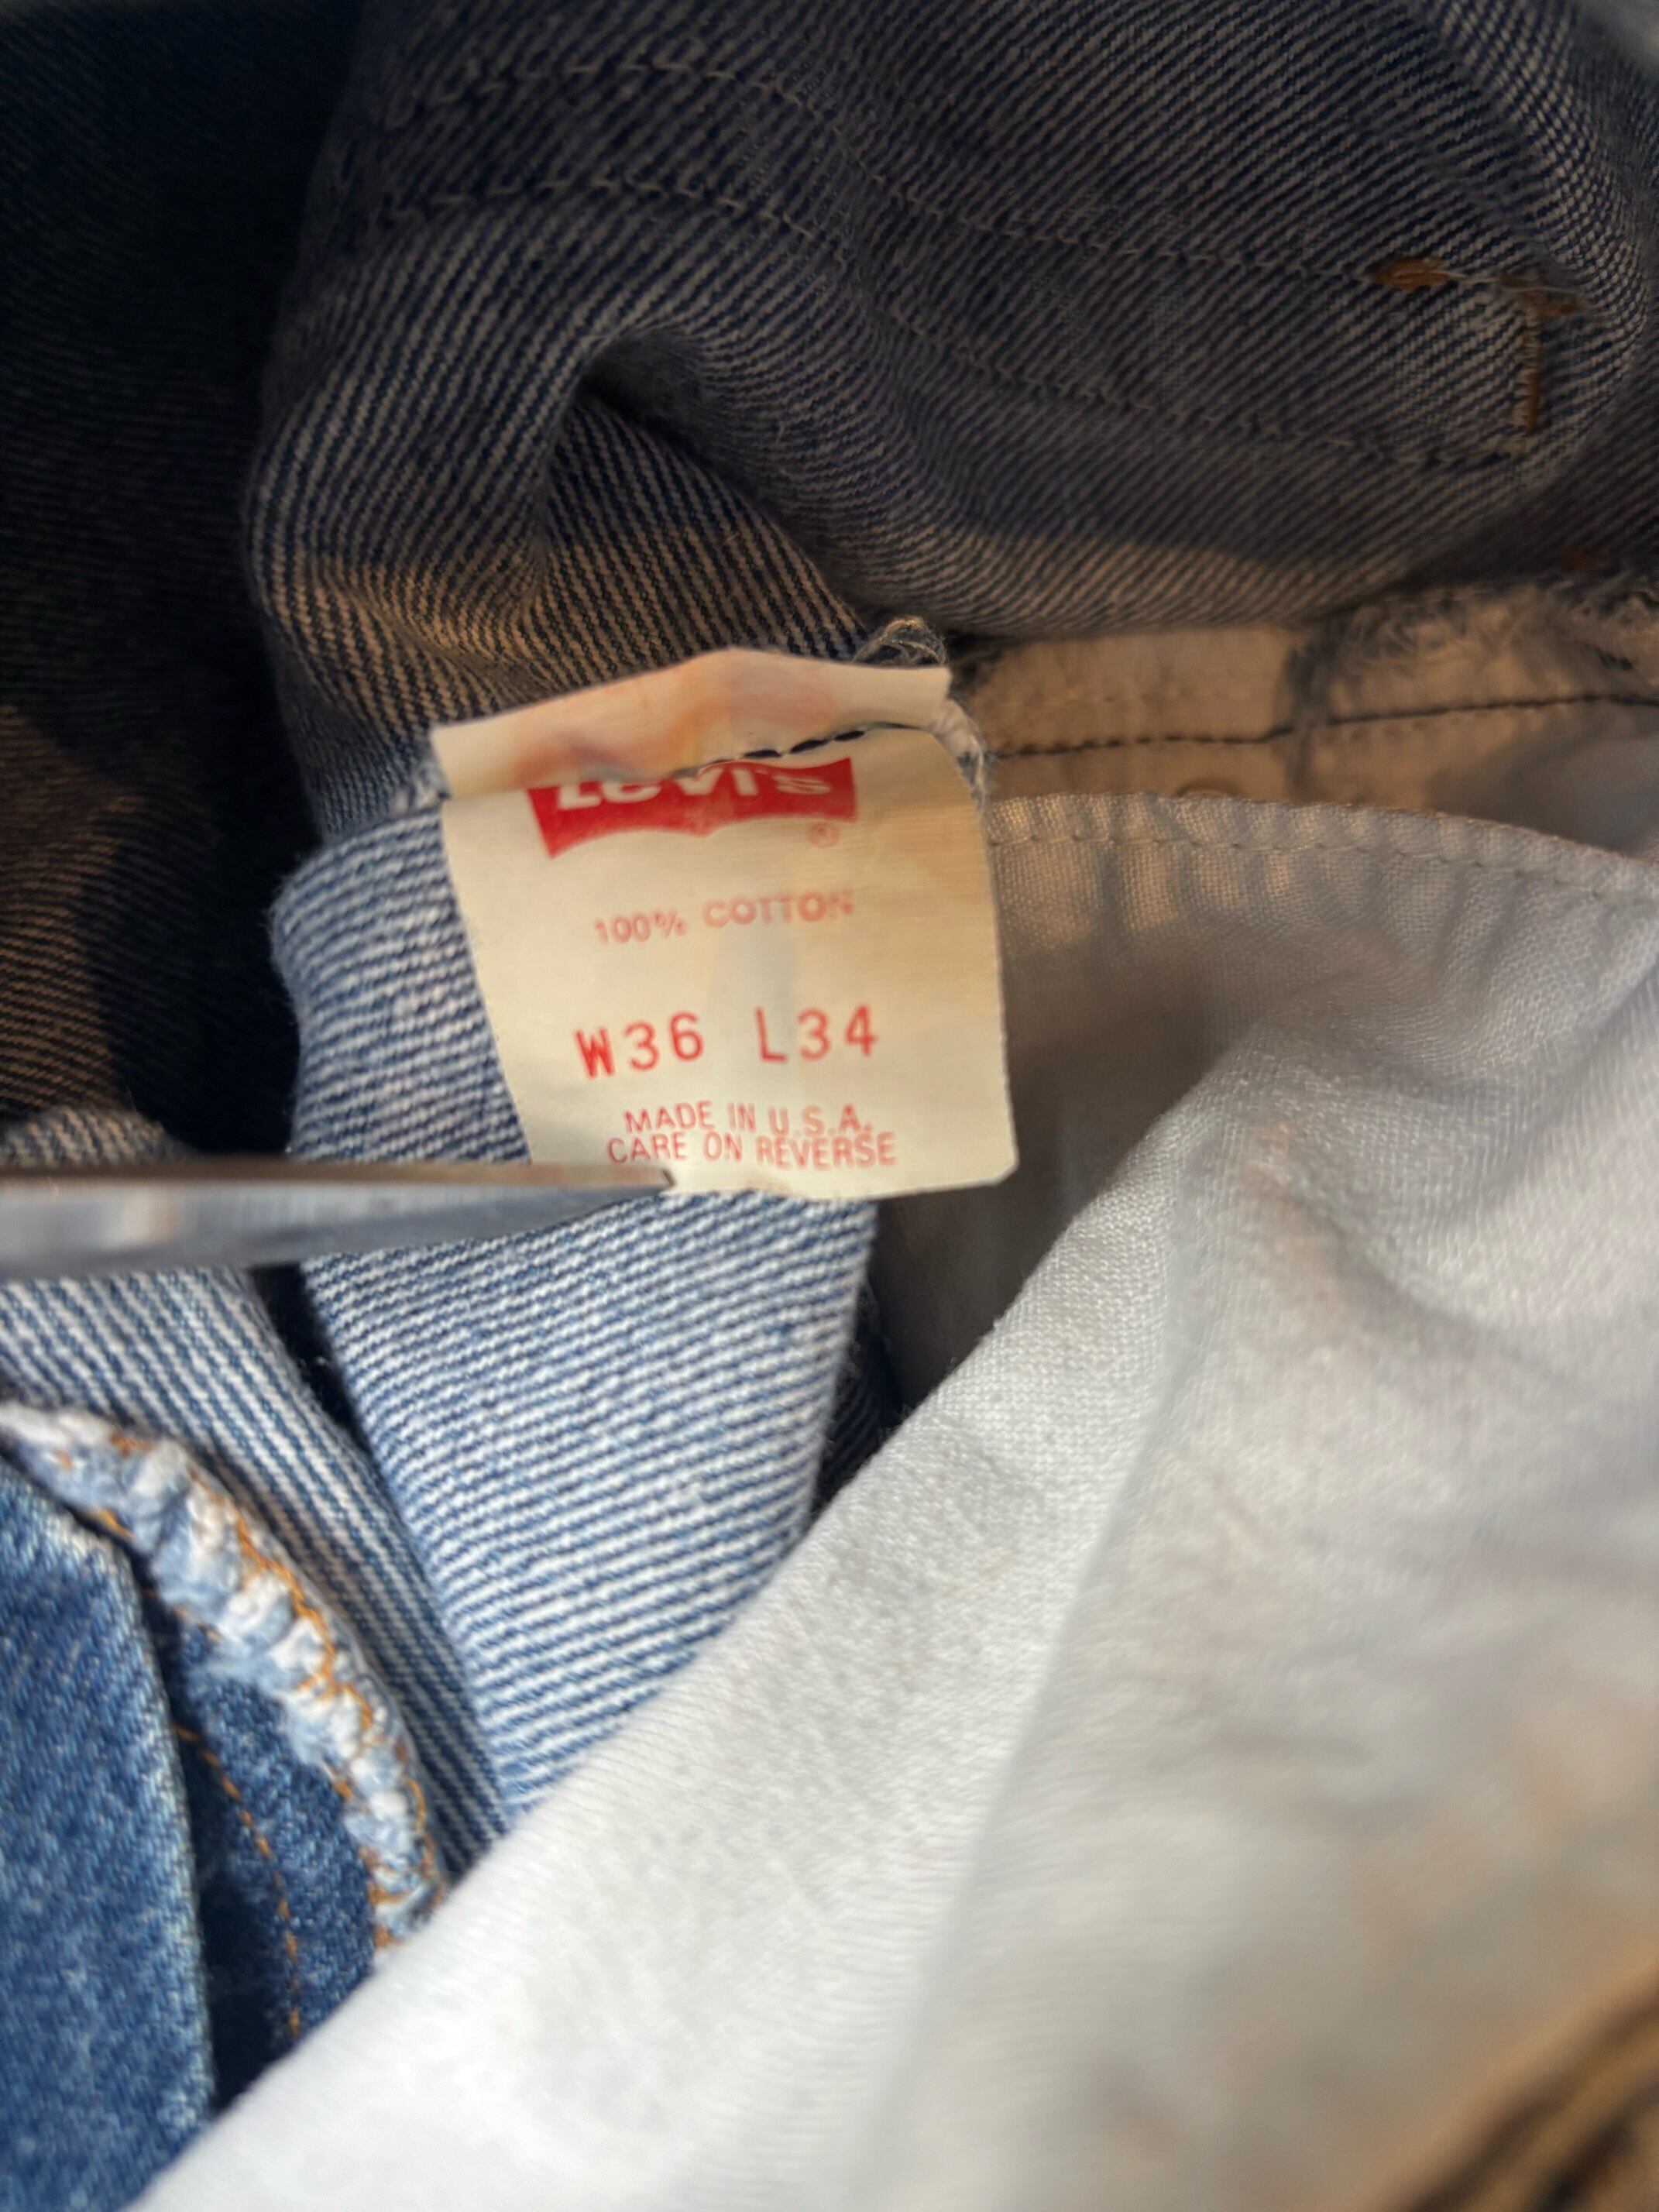 Levi's
®
100% COTTON
W36 L34
MADE IN U.S.A.
CARE ON REVERSE